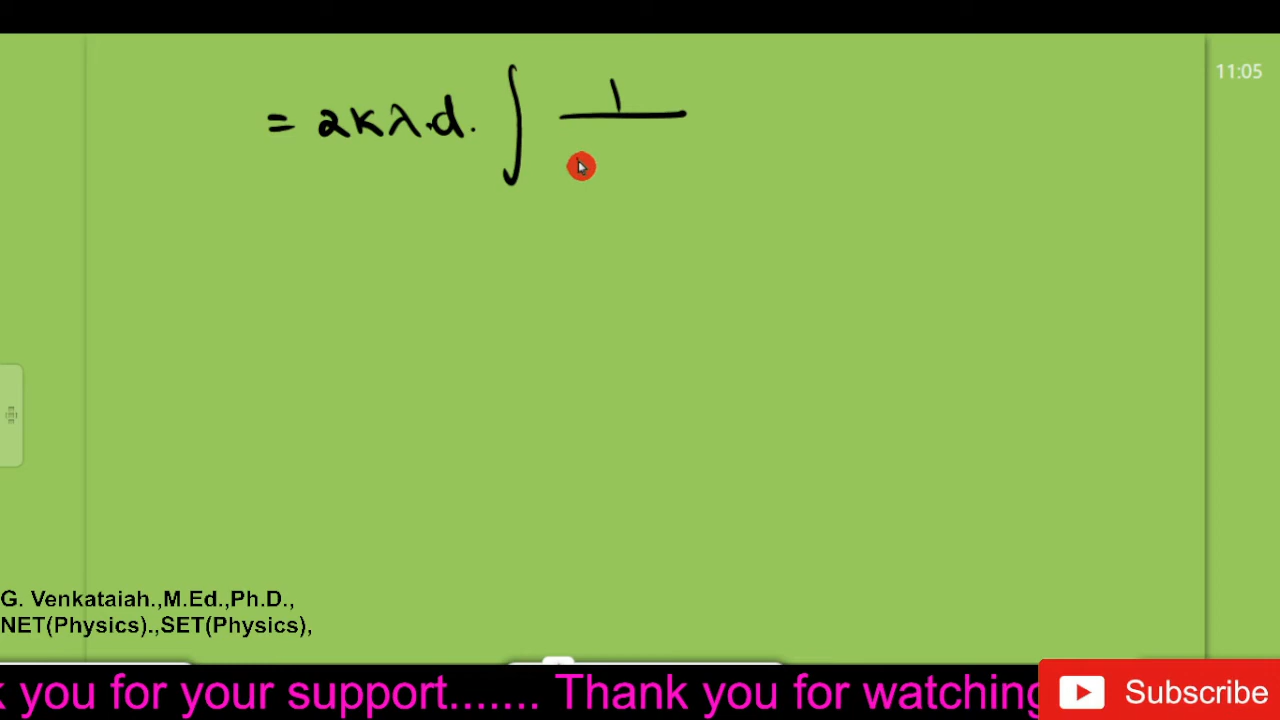 11:05
= 2Kλ.d. ∫ 1/
G. Venkataiah.,M.Ed.,Ph.D.,
NET(Physics).,SET(Physics),
k you for your support....... Thank you for watching
Subscribe